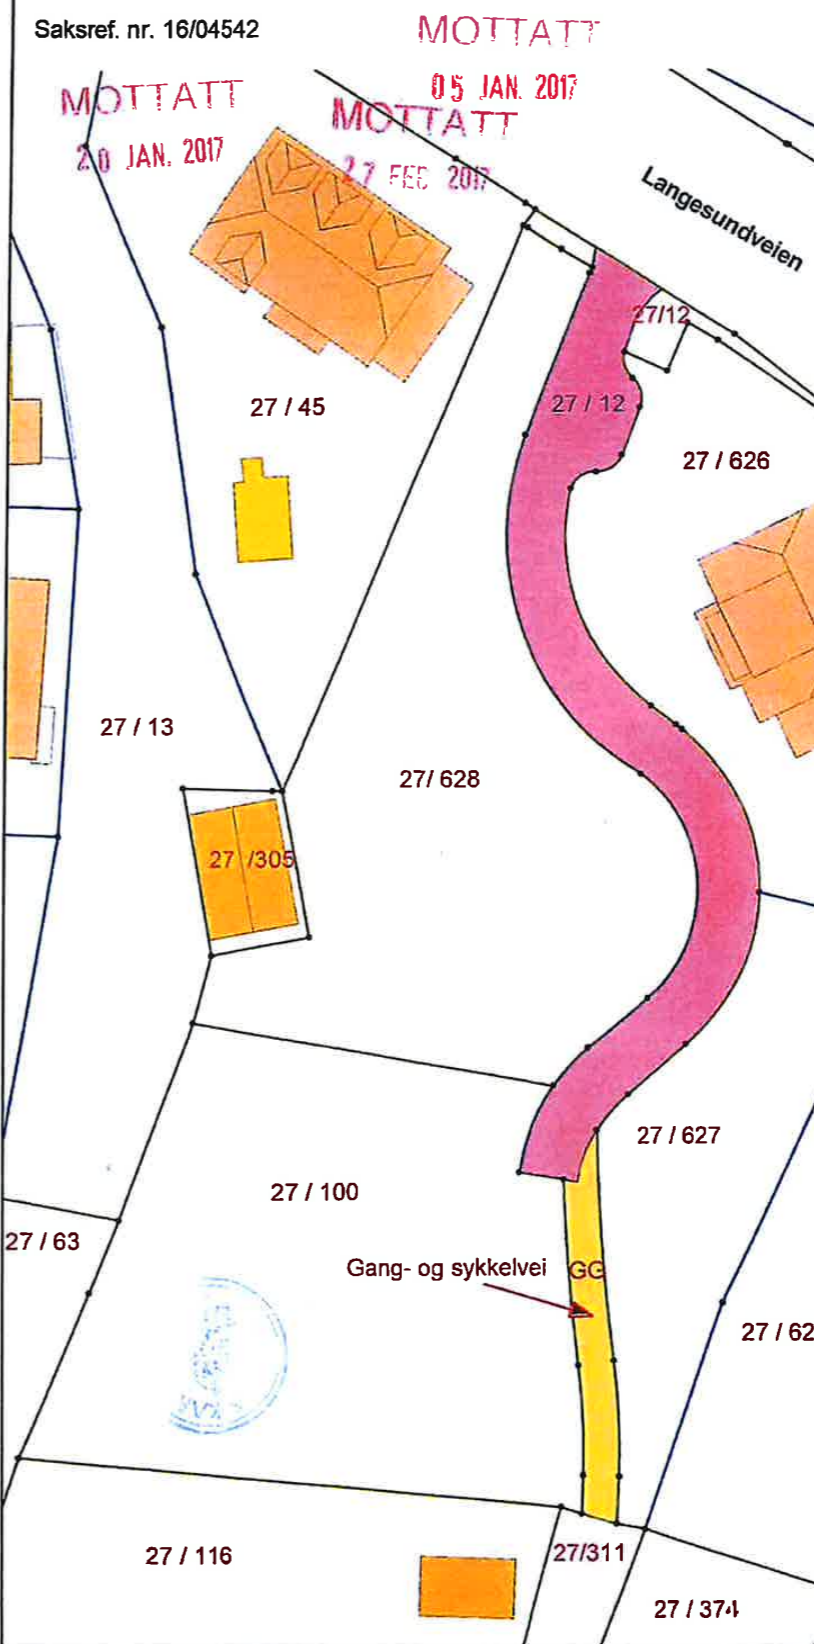 Saksref. nr. 16/04542
MOTTATT
05 JAN. 2017
MOTTATT
20 JAN. 2017
MOTTATT
27 FEB 2017
Langesundveien
27/12
27 / 12
27 / 45
27 / 626
27 / 13
27/ 628
27 /305
27 / 627
27 / 100
27 / 63
Gang- og sykkelvei
GG
27 / 62
27 / 116
27/311
27 / 374